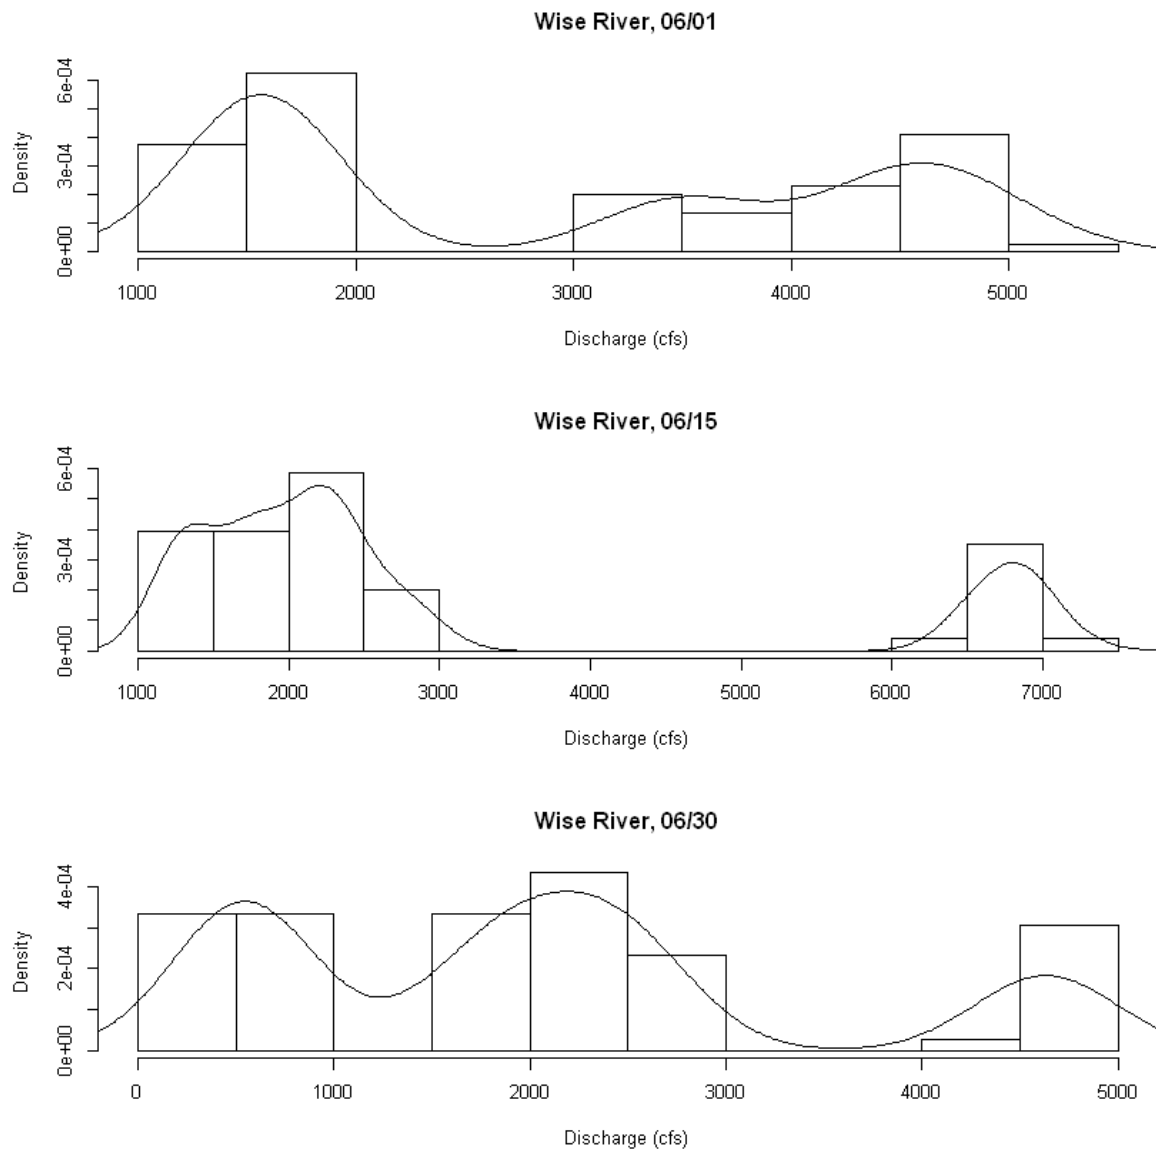 Wise River, 06/01
Density
0e+00 3e-04 6e-04
1000 2000 3000 4000 5000
Discharge (cfs)
Wise River, 06/15
Density
0e+00 3e-04 6e-04
1000 2000 3000 4000 5000 6000 7000
Discharge (cfs)
Wise River, 06/30
Density
0e+00 2e-04 4e-04
0 1000 2000 3000 4000 5000
Discharge (cfs)